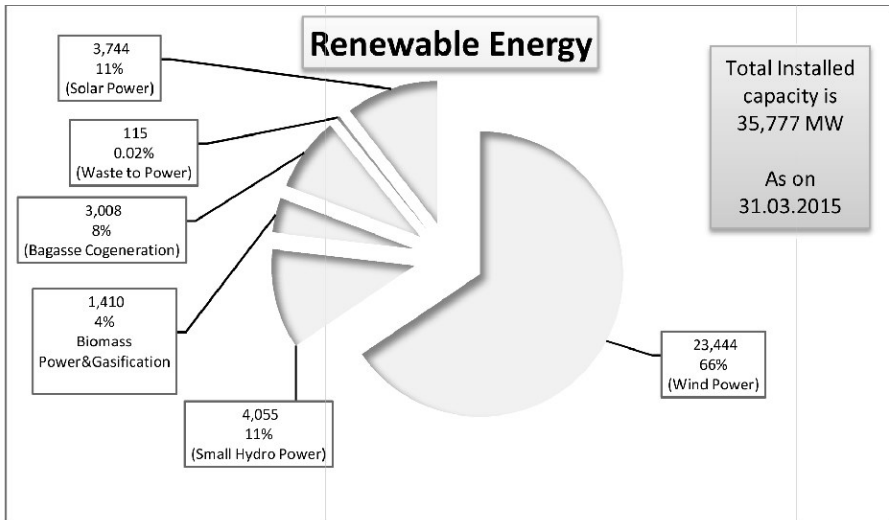 Renewable Energy
3,744
11%
(Solar Power)
115
0.02%
(Waste to Power)
3,008
8%
(Bagasse Cogeneration)
1,410
4%
Biomass
Power&Gasification
4,055
11%
(Small Hydro Power)
23,444
66%
(Wind Power)
Total Installed
capacity is
35,777 MW
As on
31.03.2015